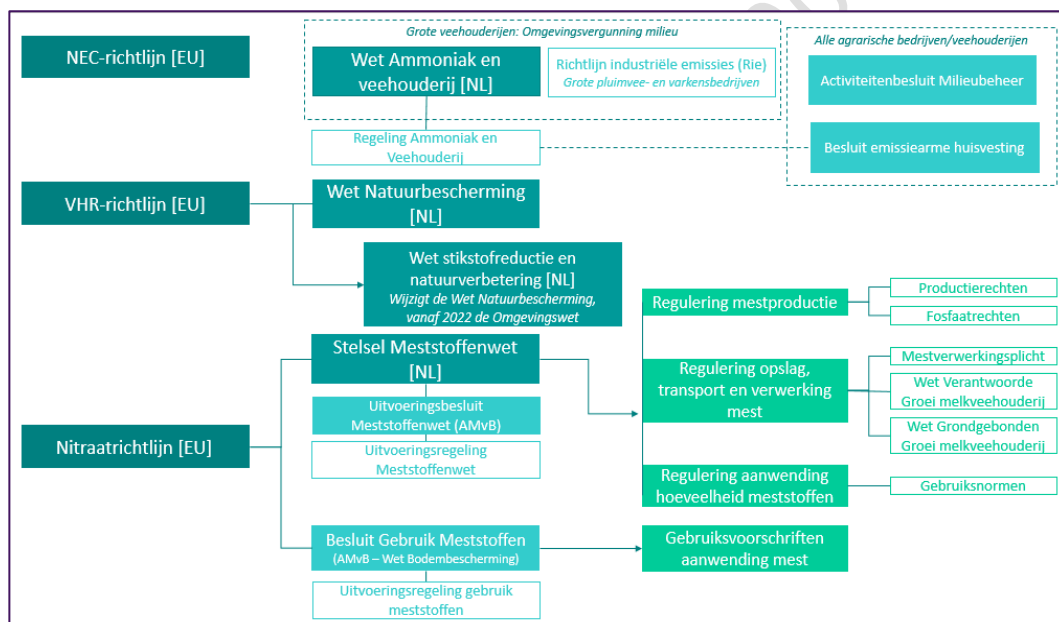 NEC-richtlijn [EU]
Grote veehouderijen: Omgevingsvergunning milieu
Wet Ammoniak en
veehouderij [NL]
Richtlijn industriële emissies (Rie)
Grote pluimvee- en varkensbedrijven
Regeling Ammoniak en
Veehouderij
Alle agrarische bedrijven/veehouderijen
Activiteitenbesluit Milieubeheer
Besluit emissiearme huisvesting
VHR-richtlijn [EU]
Wet Natuurbescherming
[NL]
Wet stikstofreductie en
natuurverbetering [NL]
Wijzigt de Wet Natuurbescherming,
vanaf 2022 de Omgevingswet
Nitraatrichtlijn [EU]
Stelsel Meststoffenwet
[NL]
Uitvoeringsbesluit
Meststoffenwet (AMvB)
Uitvoeringsregeling
Meststoffenwet
Besluit Gebruik Meststoffen
(AMvB – Wet Bodembescherming)
Uitvoeringsregeling gebruik
meststoffen
Regulering mestproductie
Productierechten
Fosfaatrechten
Regulering opslag,
transport en verwerking
mest
Mestverwerkingsplicht
Wet Verantwoorde
Groei melkveehouderij
Wet Grondgebonden
Groei melkveehouderij
Regulering aanwending
hoeveelheid meststoffen
Gebruiksnormen
Gebruiksvoorschriften
aanwending mest